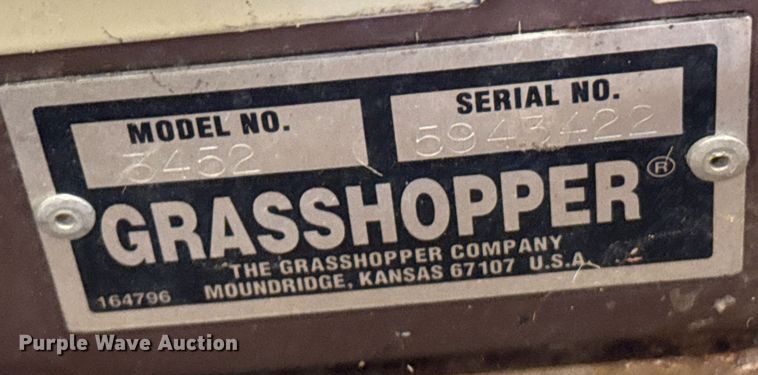 MODEL NO.
3452
SERIAL NO.
5943422
GRASSHOPPER®
THE GRASSHOPPER COMPANY
MOUNDRIDGE, KANSAS 67107 U.S.A.
164796
Purple Wave Auction